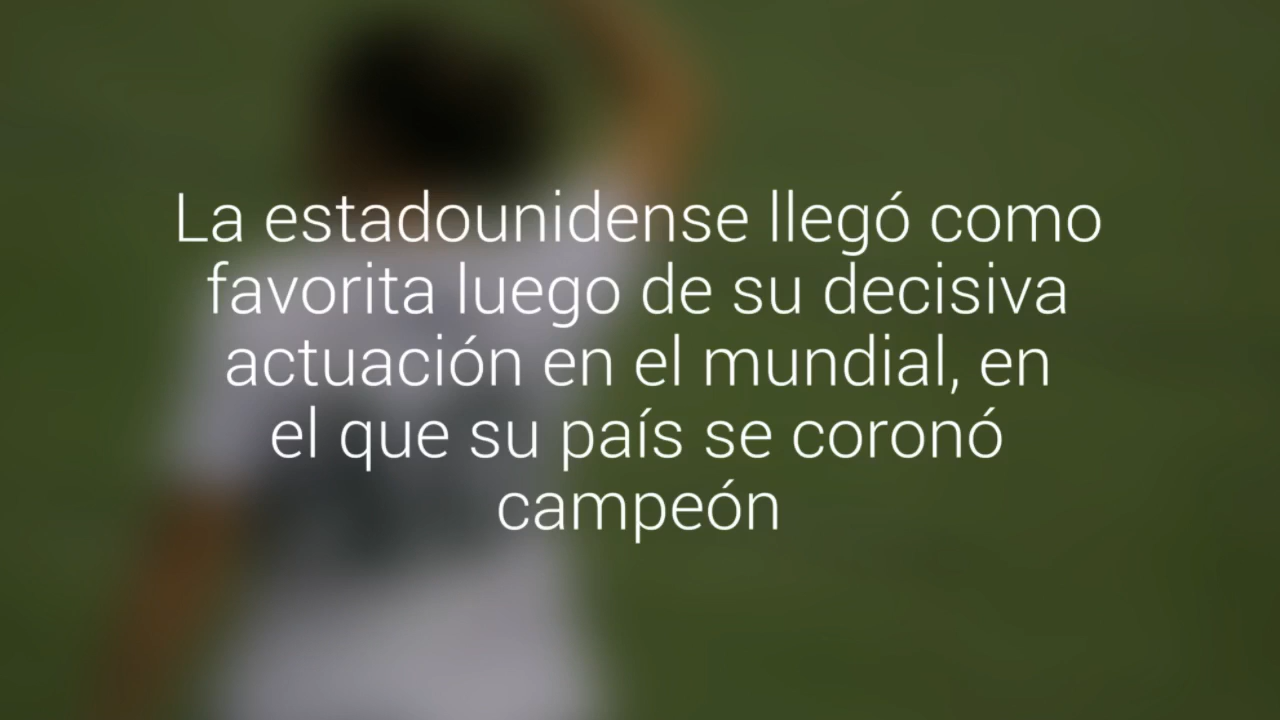 La estadounidense llegó como
favorita luego de su decisiva
actuación en el mundial, en
el que su país se coronó
campeón